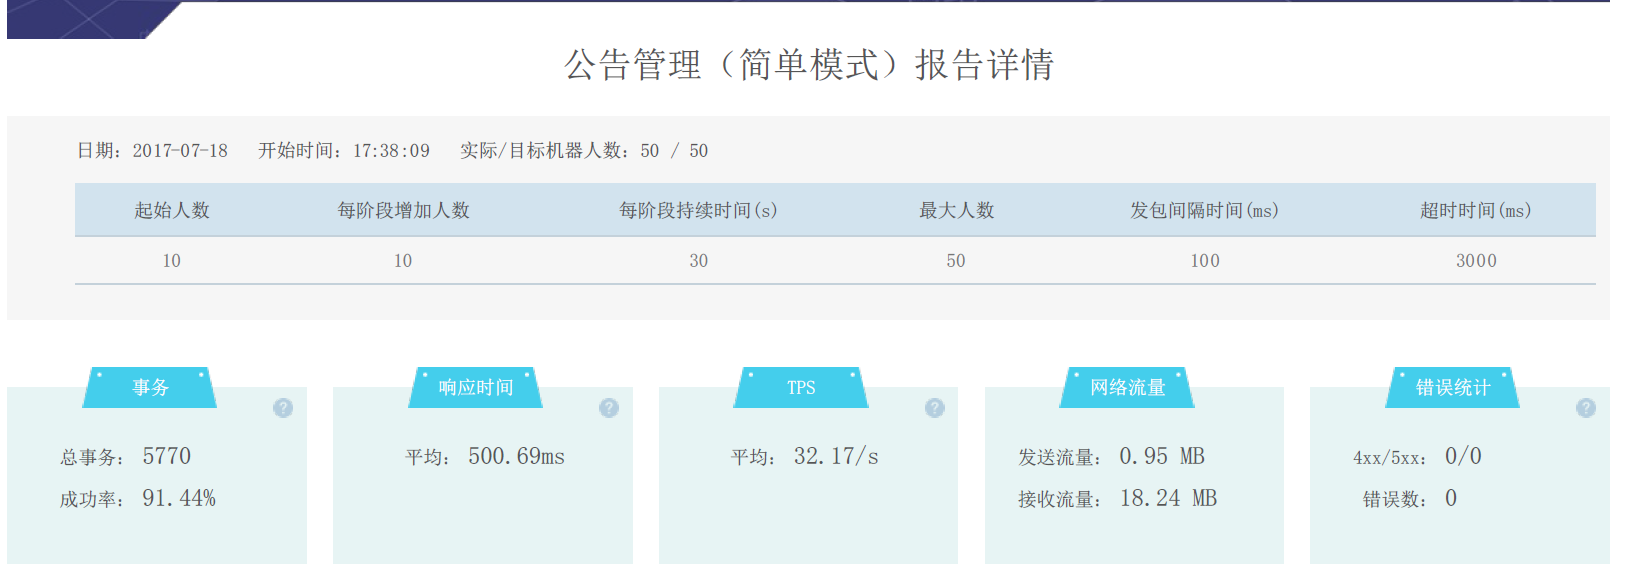 公告管理（简单模式）报告详情
日期：2017-07-18 开始时间：17:38:09 实际/目标机器人数：50 / 50
起始人数 每阶段增加人数 每阶段持续时间(s) 最大人数 发包间隔时间(ms) 超时时间(ms)
10 10 30 50 100 3000
事务 响应时间 TPS 网络流量 错误统计
? ? ? ?
总事务： 5770 平均： 500.69ms 平均： 32.17/s 发送流量： 0.95 MB 4xx/5xx： 0/0
成功率： 91.44% 接收流量： 18.24 MB 错误数： 0